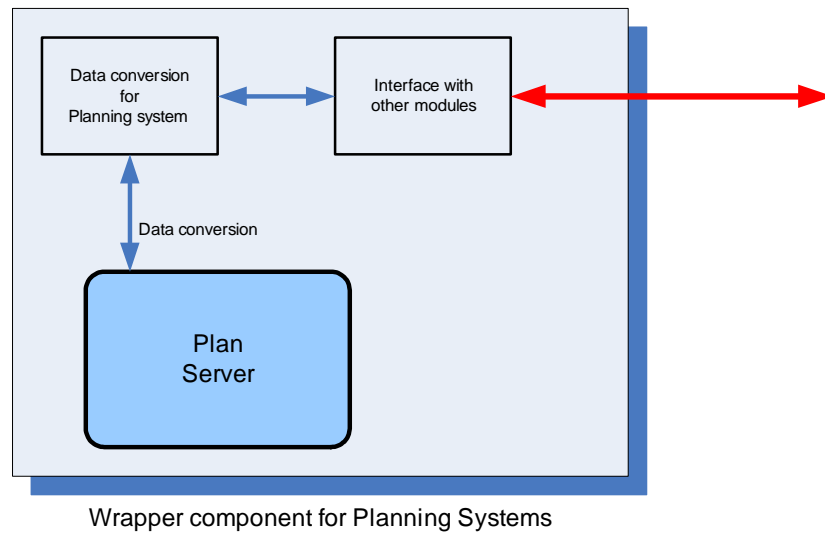 Data conversion
for
Planning system
Interface with
other modules
Data conversion
Plan
Server
Wrapper component for Planning Systems